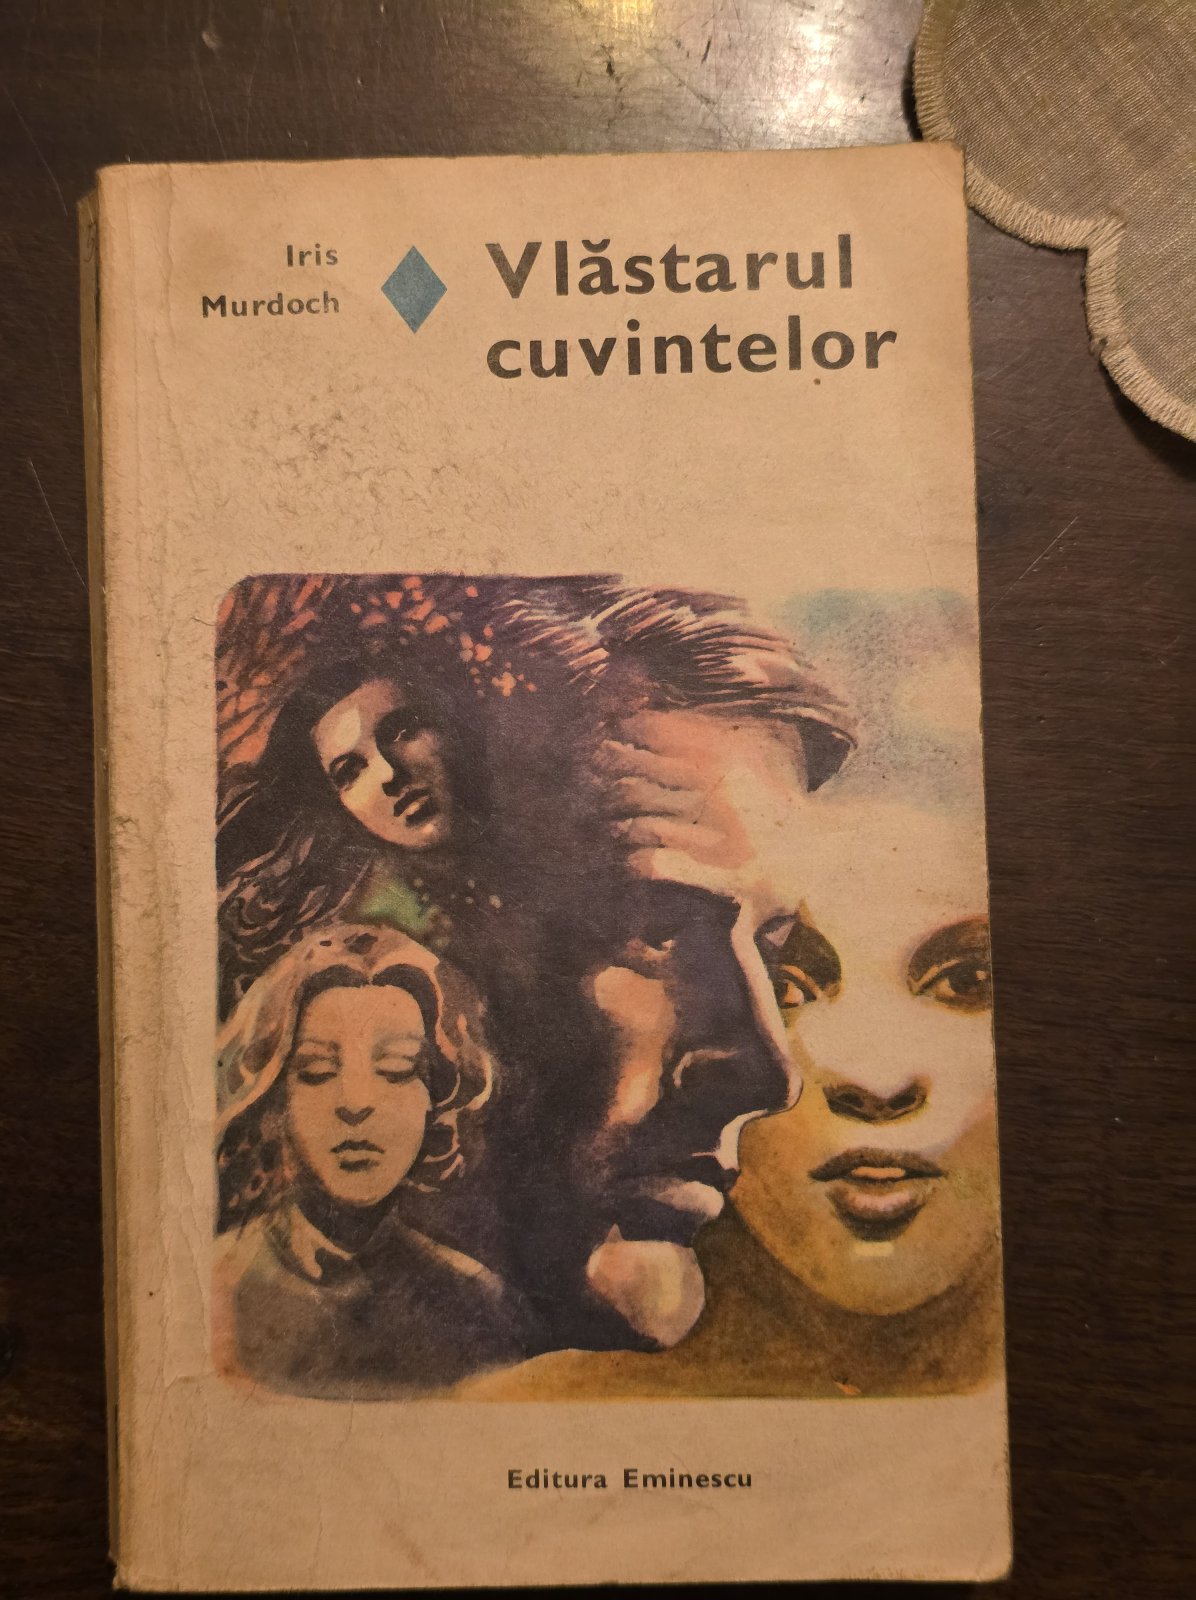 Iris
Murdoch
Vlăstarul
cuvintelor
Editura Eminescu